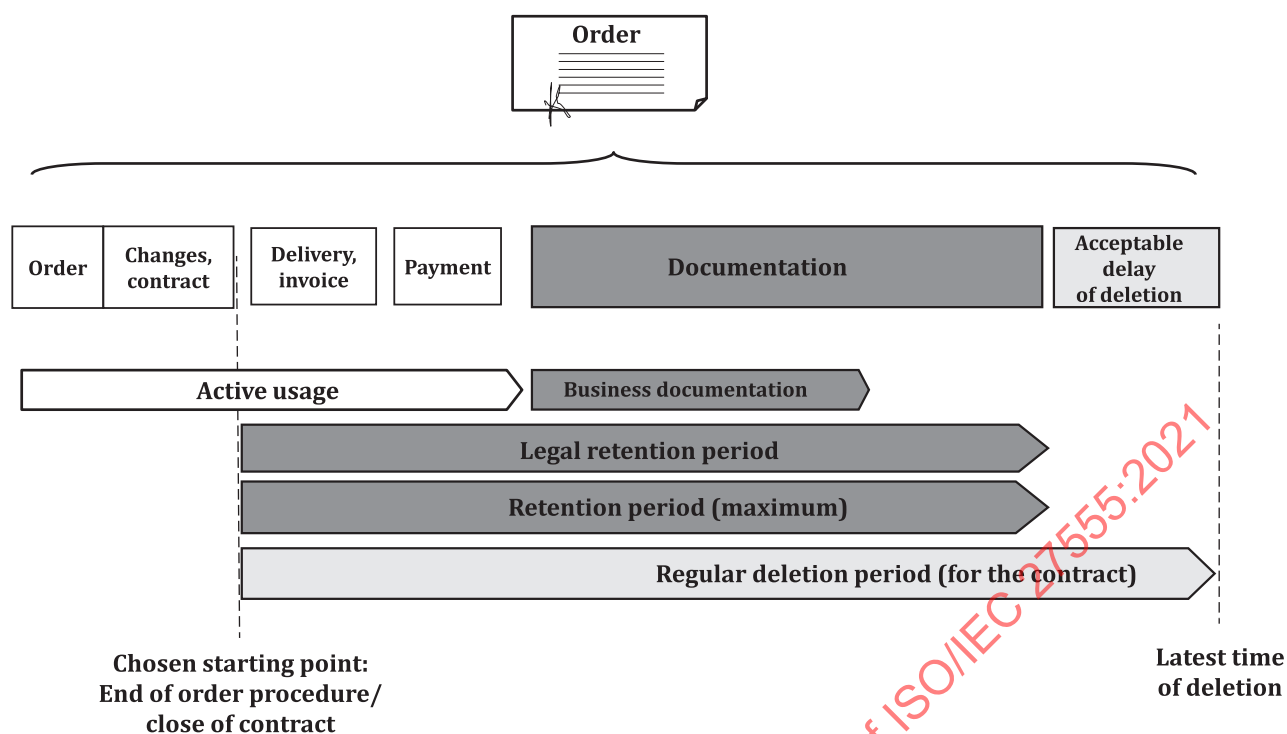 Order
Order
Changes,
contract
Delivery,
invoice
Payment
Documentation
Acceptable
delay
of deletion
Active usage
Business documentation
Legal retention period
Retention period (maximum)
Regular deletion period (for the contract)
Chosen starting point:
End of order procedure/
close of contract
Latest time
of deletion
of ISO/IEC 27555:2021